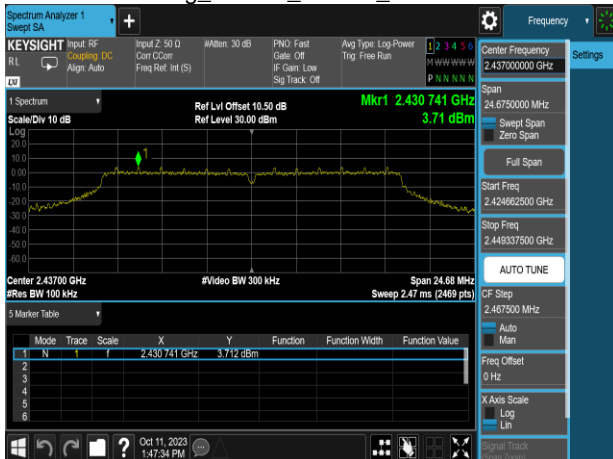 Spectrum Analyzer 1
Swept SA
+
Frequency
KEYSIGHT
RL
LXI
Input: RF
Coupling: DC
Align: Auto
Input Z: 50 Ω
Corr CCorr
Freq Ref: Int (S)
#Atten: 30 dB
PNO: Fast
Gate: Off
IF Gain: Low
Sig Track: Off
Avg Type: Log-Power
Trig: Free Run
1 2 3 4 5 6
M W W W W W
P N N N N N
Center Frequency
2.437000000 GHz
Settings
Span
24.6750000 MHz
Swept Span
Zero Span
Full Span
Start Freq
2.424662500 GHz
Stop Freq
2.449337500 GHz
AUTO TUNE
CF Step
2.467500 MHz
Auto
Man
Freq Offset
0 Hz
X Axis Scale
Log
Lin
Signal Track
(Span Zoom)
1 Spectrum
Scale/Div 10 dB
Ref Lvl Offset 10.50 dB
Ref Level 30.00 dBm
Mkr1 2.430 741 GHz
3.71 dBm
Log
20.0
10.0
0.00
-10.0
-20.0
-30.0
-40.0
-50.0
-60.0
1
Center 2.43700 GHz
#Res BW 100 kHz
#Video BW 300 kHz
Span 24.68 MHz
Sweep 2.47 ms (2469 pts)
5 Marker Table
Mode Trace Scale X Y Function Function Width Function Value
1 N 1 f 2.430 741 GHz 3.712 dBm
2
3
4
5
6
?
Oct 11, 2023
1:47:34 PM